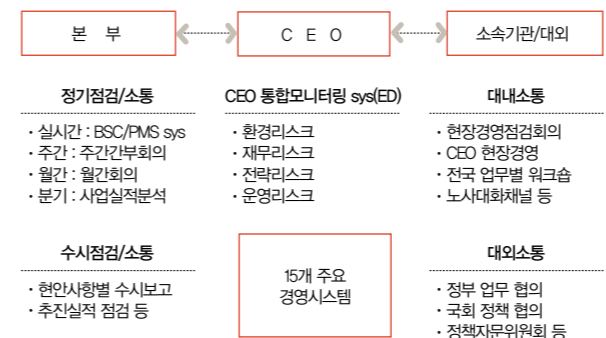 본 부
C E O
소속기관/대외
정기점검/소통
· 실시간 : BSC/PMS sys
· 주간 : 주간간부회의
· 월간 : 월간회의
· 분기 : 사업실적분석
CEO 통합모니터링 sys(ED)
· 환경리스크
· 재무리스크
· 전략리스크
· 운영리스크
대내소통
· 현장경영점검회의
· CEO 현장경영
· 전국 업무별 워크숍
· 노사대화채널 등
수시점검/소통
· 현안사항별 수시보고
· 추진실적 점검 등
15개 주요
경영시스템
대외소통
· 정부 업무 협의
· 국회 정책 협의
· 정책자문위원회 등